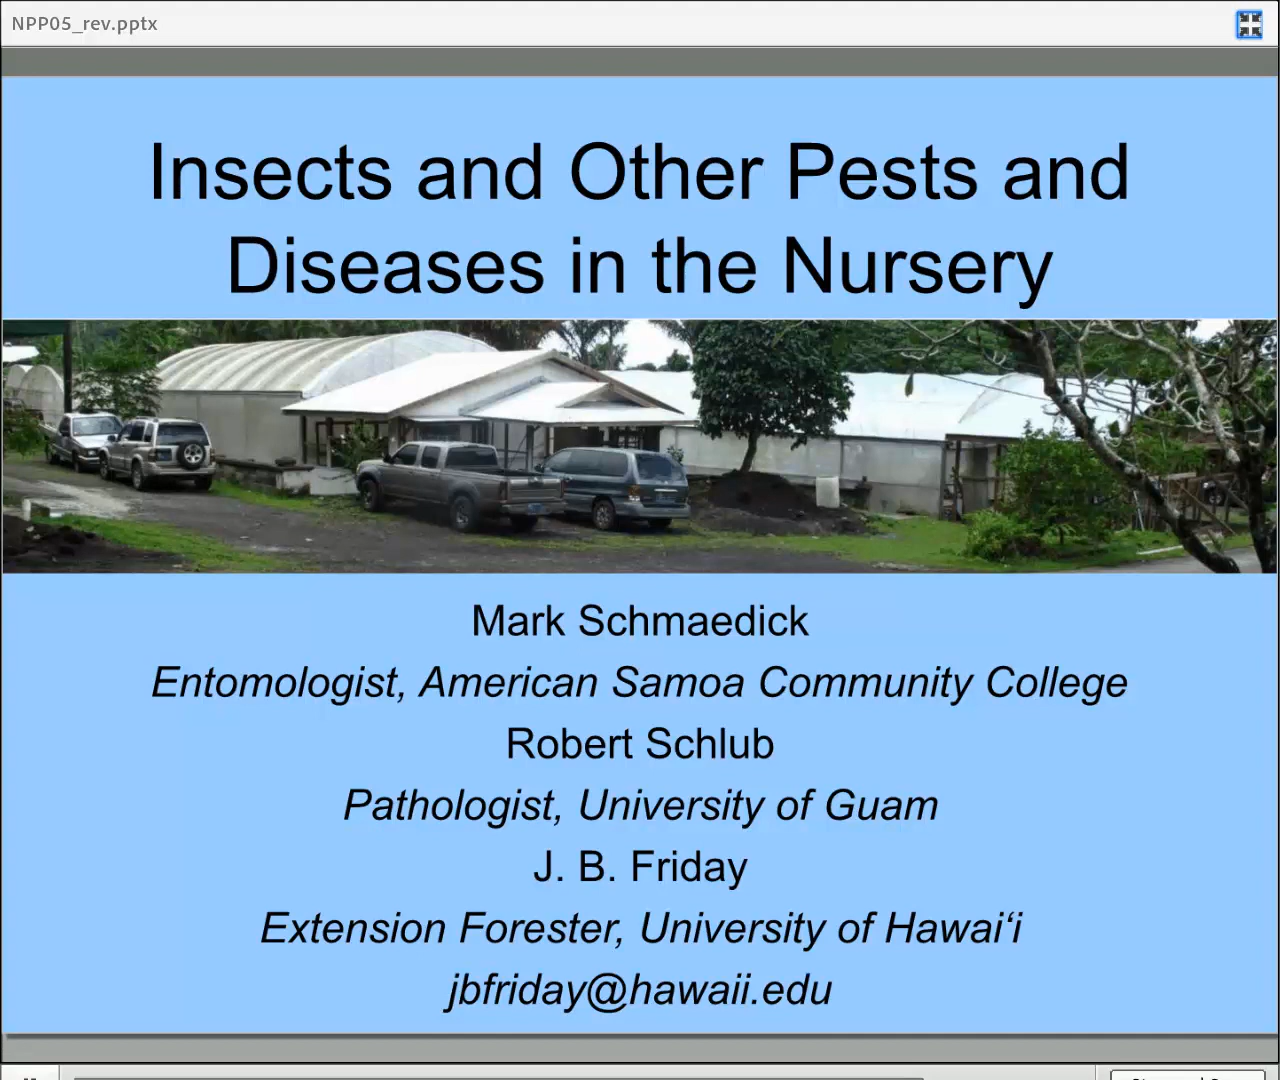 NPP05_rev.pptx
Insects and Other Pests and
Diseases in the Nursery
Mark Schmaedick
Entomologist, American Samoa Community College
Robert Schlub
Pathologist, University of Guam
J. B. Friday
Extension Forester, University of Hawai‘i
jbfriday@hawaii.edu